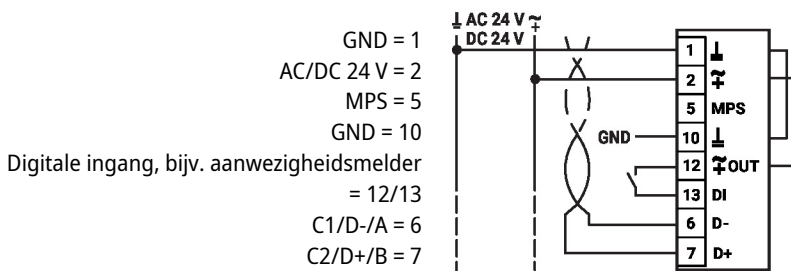 GND = 1
AC/DC 24 V = 2
MPS = 5
GND = 10
Digitale ingang, bijv. aanwezigheidsmelder
= 12/13
C1/D-/A = 6
C2/D+/B = 7
⊥ AC 24 V ~
DC 24 V +
1 ⊥
2 ~+
5 MPS
GND 10 ⊥
12 ~+ OUT
13 DI
6 D-
7 D+